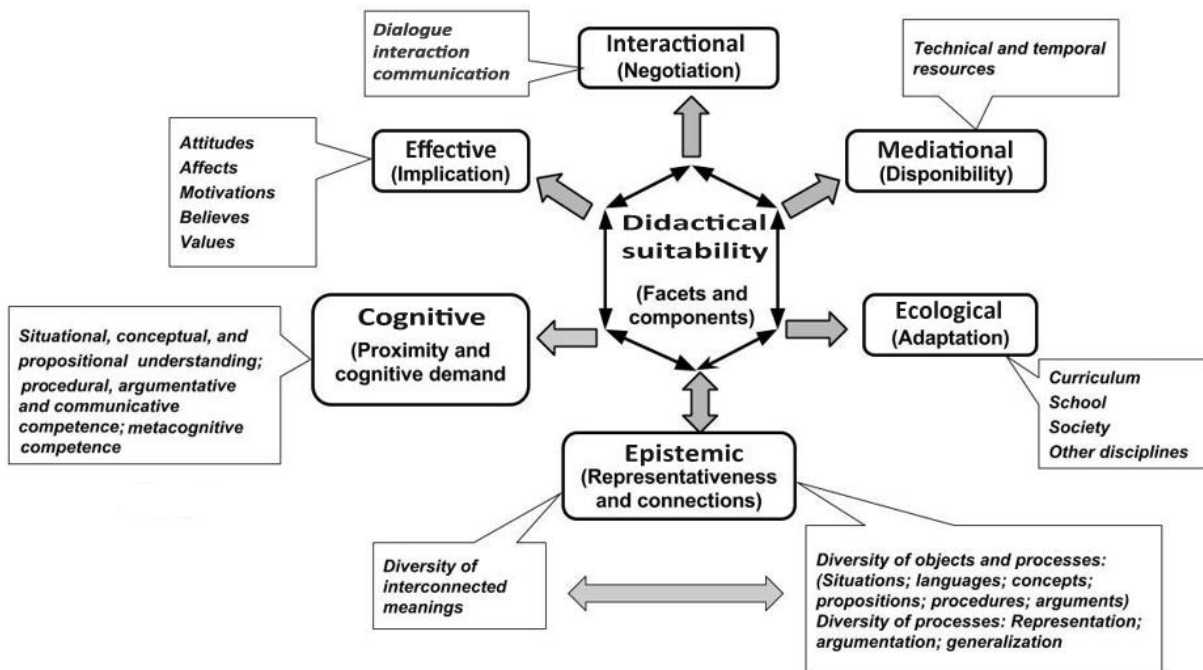 Dialogue
interaction
communication
Interactional
(Negotiation)
Technical and temporal
resources
Attitudes
Affects
Motivations
Believes
Values
Effective
(Implication)
Mediational
(Disponibility)
Didactical
suitability
(Facets and
components)
Situational, conceptual, and
propositional understanding;
procedural, argumentative
and communicative
competence; metacognitive
competence
Cognitive
(Proximity and
cognitive demand
Ecological
(Adaptation)
Curriculum
School
Society
Other disciplines
Epistemic
(Representativeness
and connections)
Diversity of
interconnected
meanings
Diversity of objects and processes:
(Situations; languages; concepts;
propositions; procedures; arguments)
Diversity of processes: Representation;
argumentation; generalization